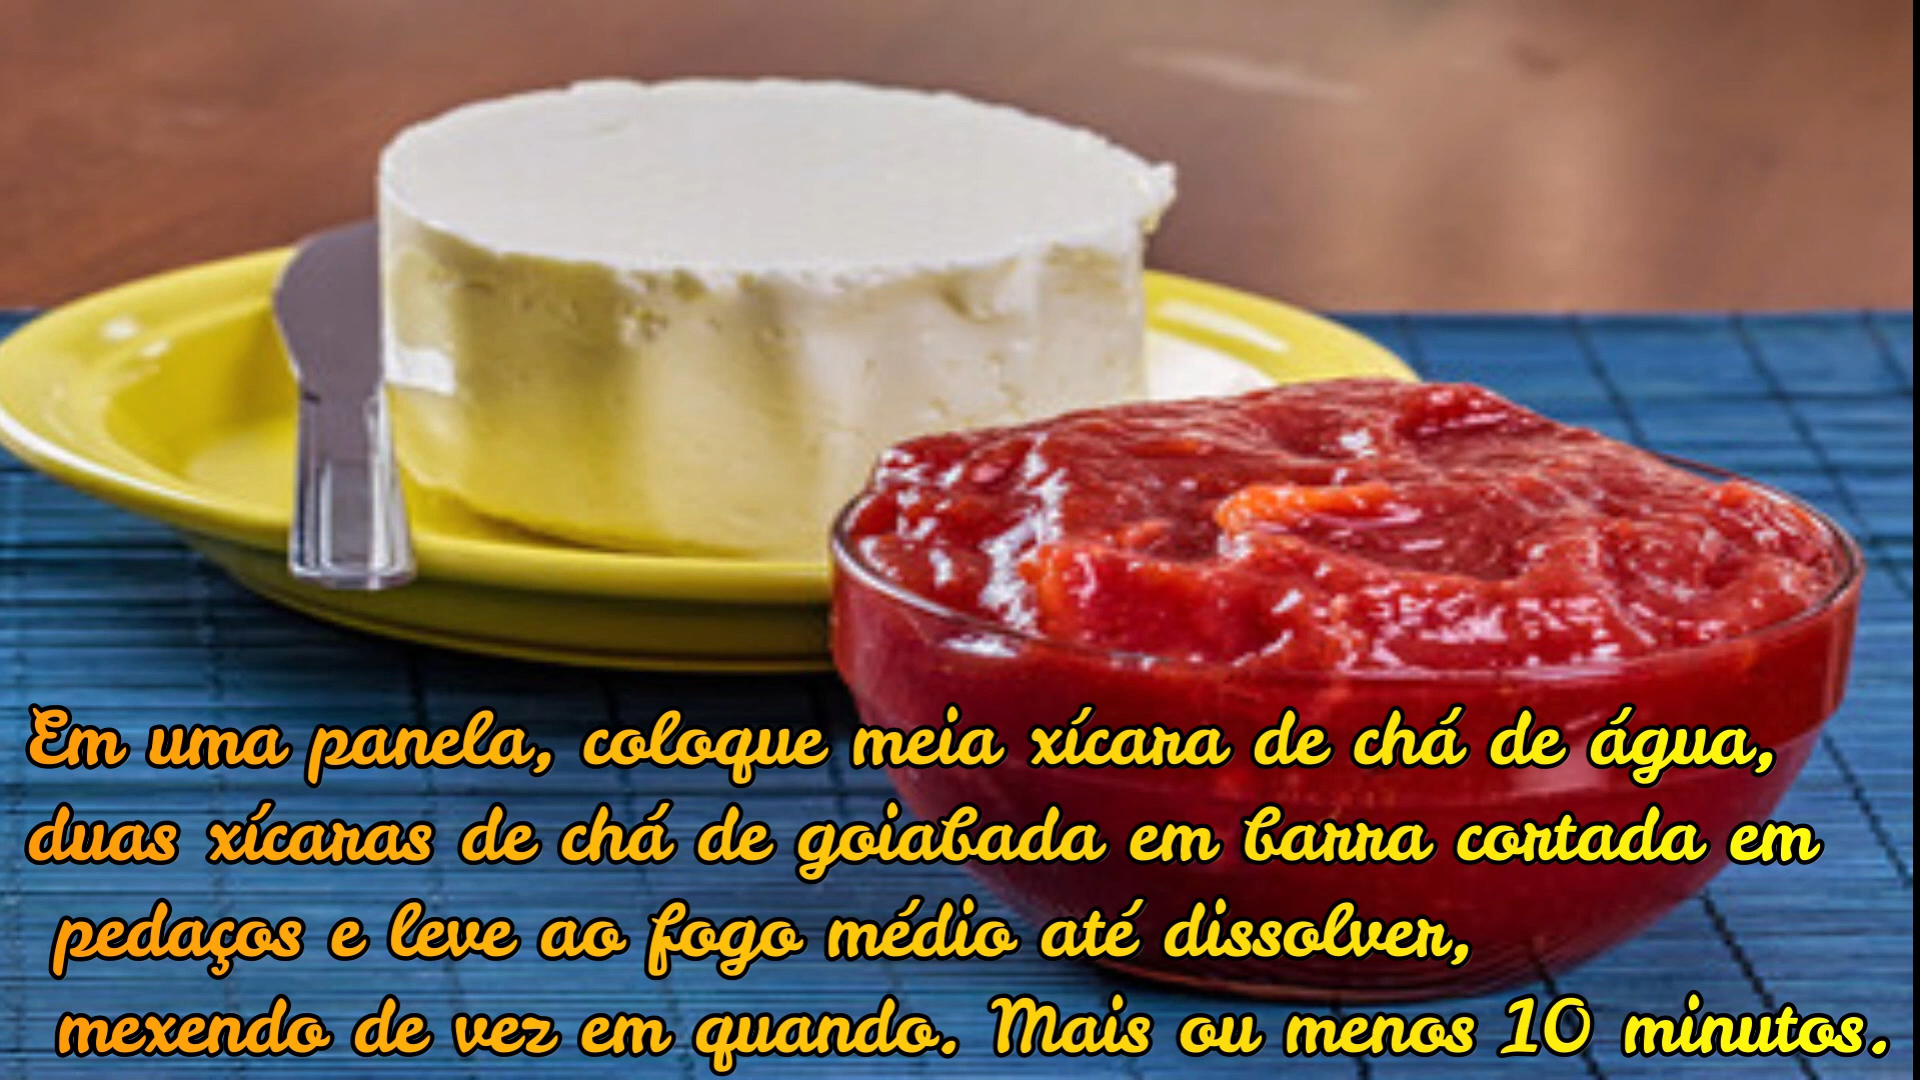 Em uma panela, coloque meia xícara de chá de água,
duas xícaras de chá de goiabada em barra cortada em
pedaços e leve ao fogo médio até dissolver,
mexendo de vez em quando. Mais ou menos 10 minutos.